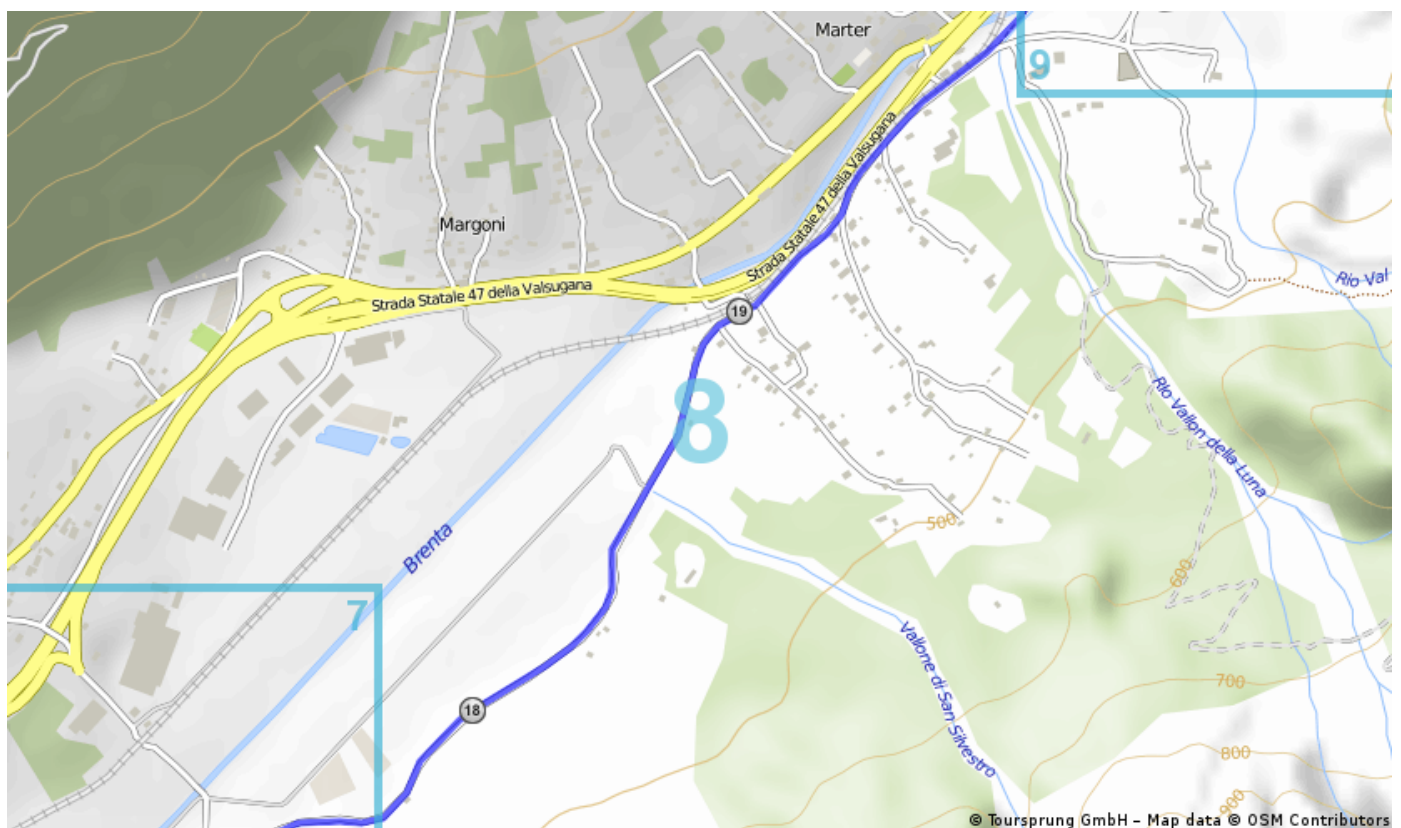 Marter
9
Strada Statale 47 della Valsugana
Margoni
Rio Val
Strada Statale 47 della Valsugana
19
8
Rio Vallon della Luna
500
Brenta
600
7
Vallone di San Silvestro
700
18
800
900
© Toursprung GmbH – Map data © OSM Contributors